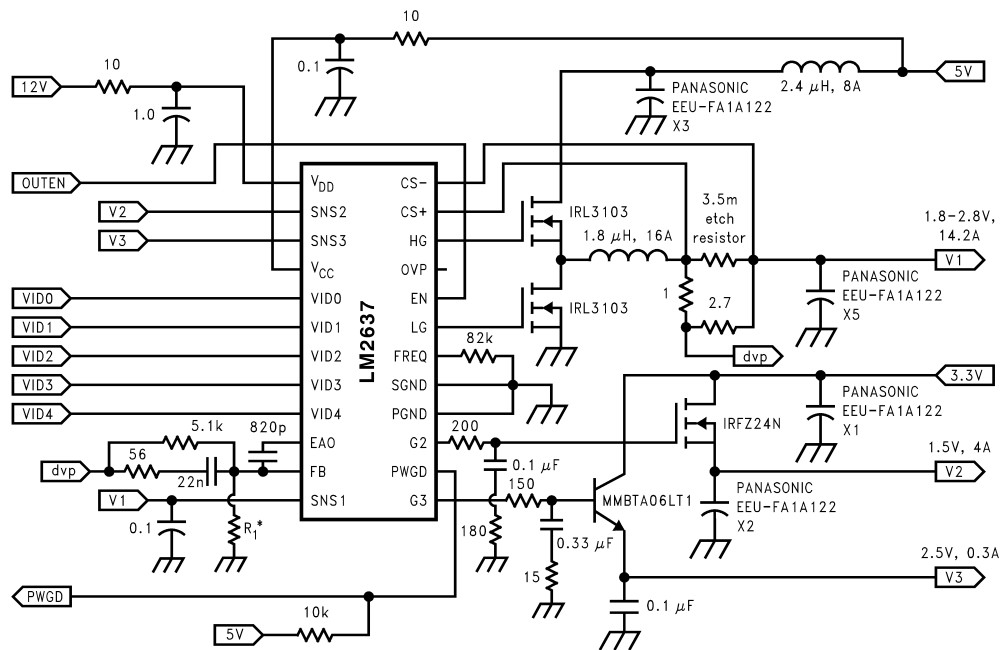 10
0.1
10
12V
1.0
2.4 μH, 8A
5V
PANASONIC
EEU-FA1A122
X3
OUTEN
V2
V3
VID0
VID1
VID2
VID3
VID4
VDD
SNS2
SNS3
VCC
VID0
VID1
VID2
VID3
VID4
EAO
FB
SNS1
LM2637
CS-
CS+
HG
OVP
EN
LG
FREQ
SGND
PGND
G2
PWGD
G3
IRL3103
1.8 μH, 16A
IRL3103
3.5m
etch
resistor
1
2.7
dvp
1.8-2.8V,
14.2A
V1
PANASONIC
EEU-FA1A122
X5
82k
3.3V
PANASONIC
EEU-FA1A122
X1
IRFZ24N
1.5V, 4A
V2
PANASONIC
EEU-FA1A122
X2
200
0.1 μF
180
150
MMBTA06LT1
0.33 μF
15
2.5V, 0.3A
V3
0.1 μF
5.1k
820p
dvp
56
22n
V1
0.1
R1*
PWGD
10k
5V